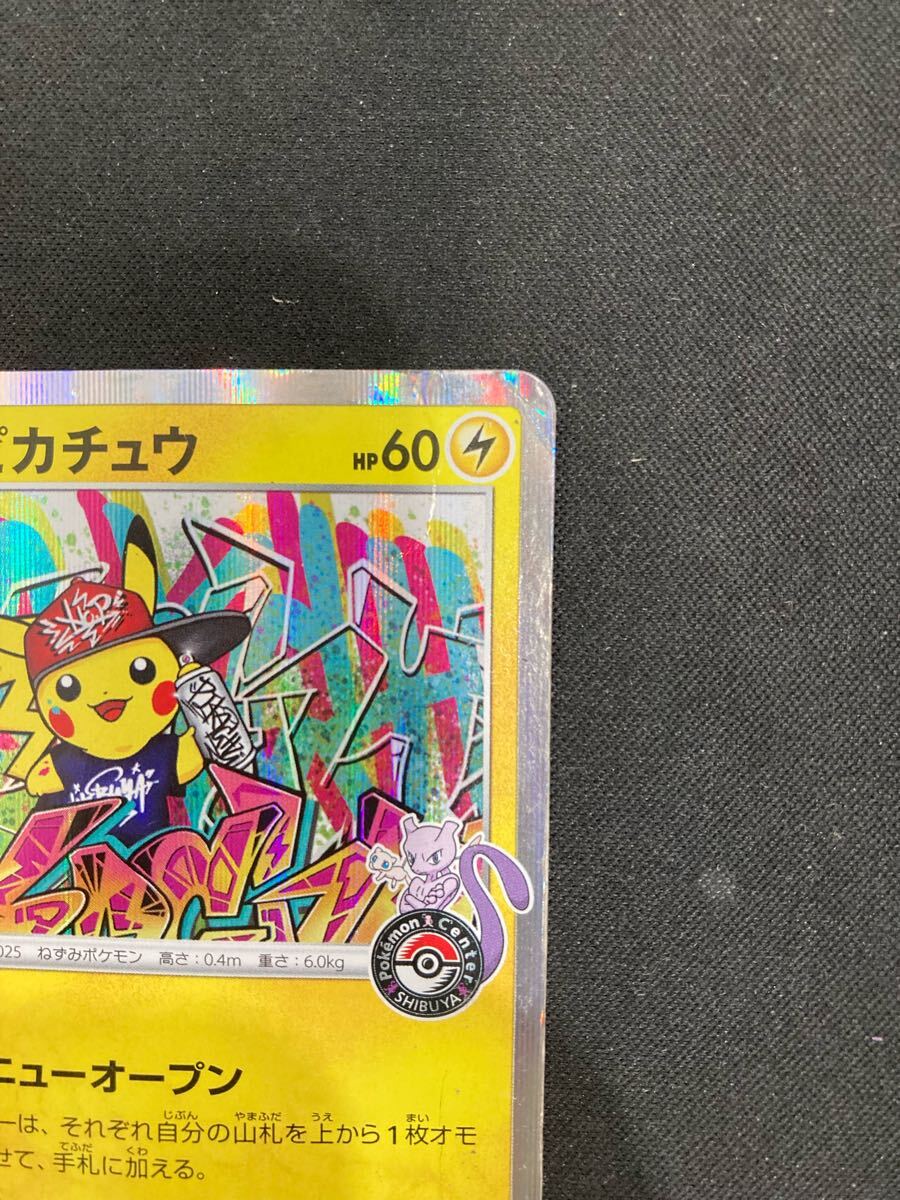 ピカチュウ HP60
025 ねずみポケモン 高さ:0.4m 重さ:6.0kg
Pokémon Center
SHIBUYA
ニューオープン
ーは、それぞれ自分の山札を上から1枚オモ
せて、手札に加える。